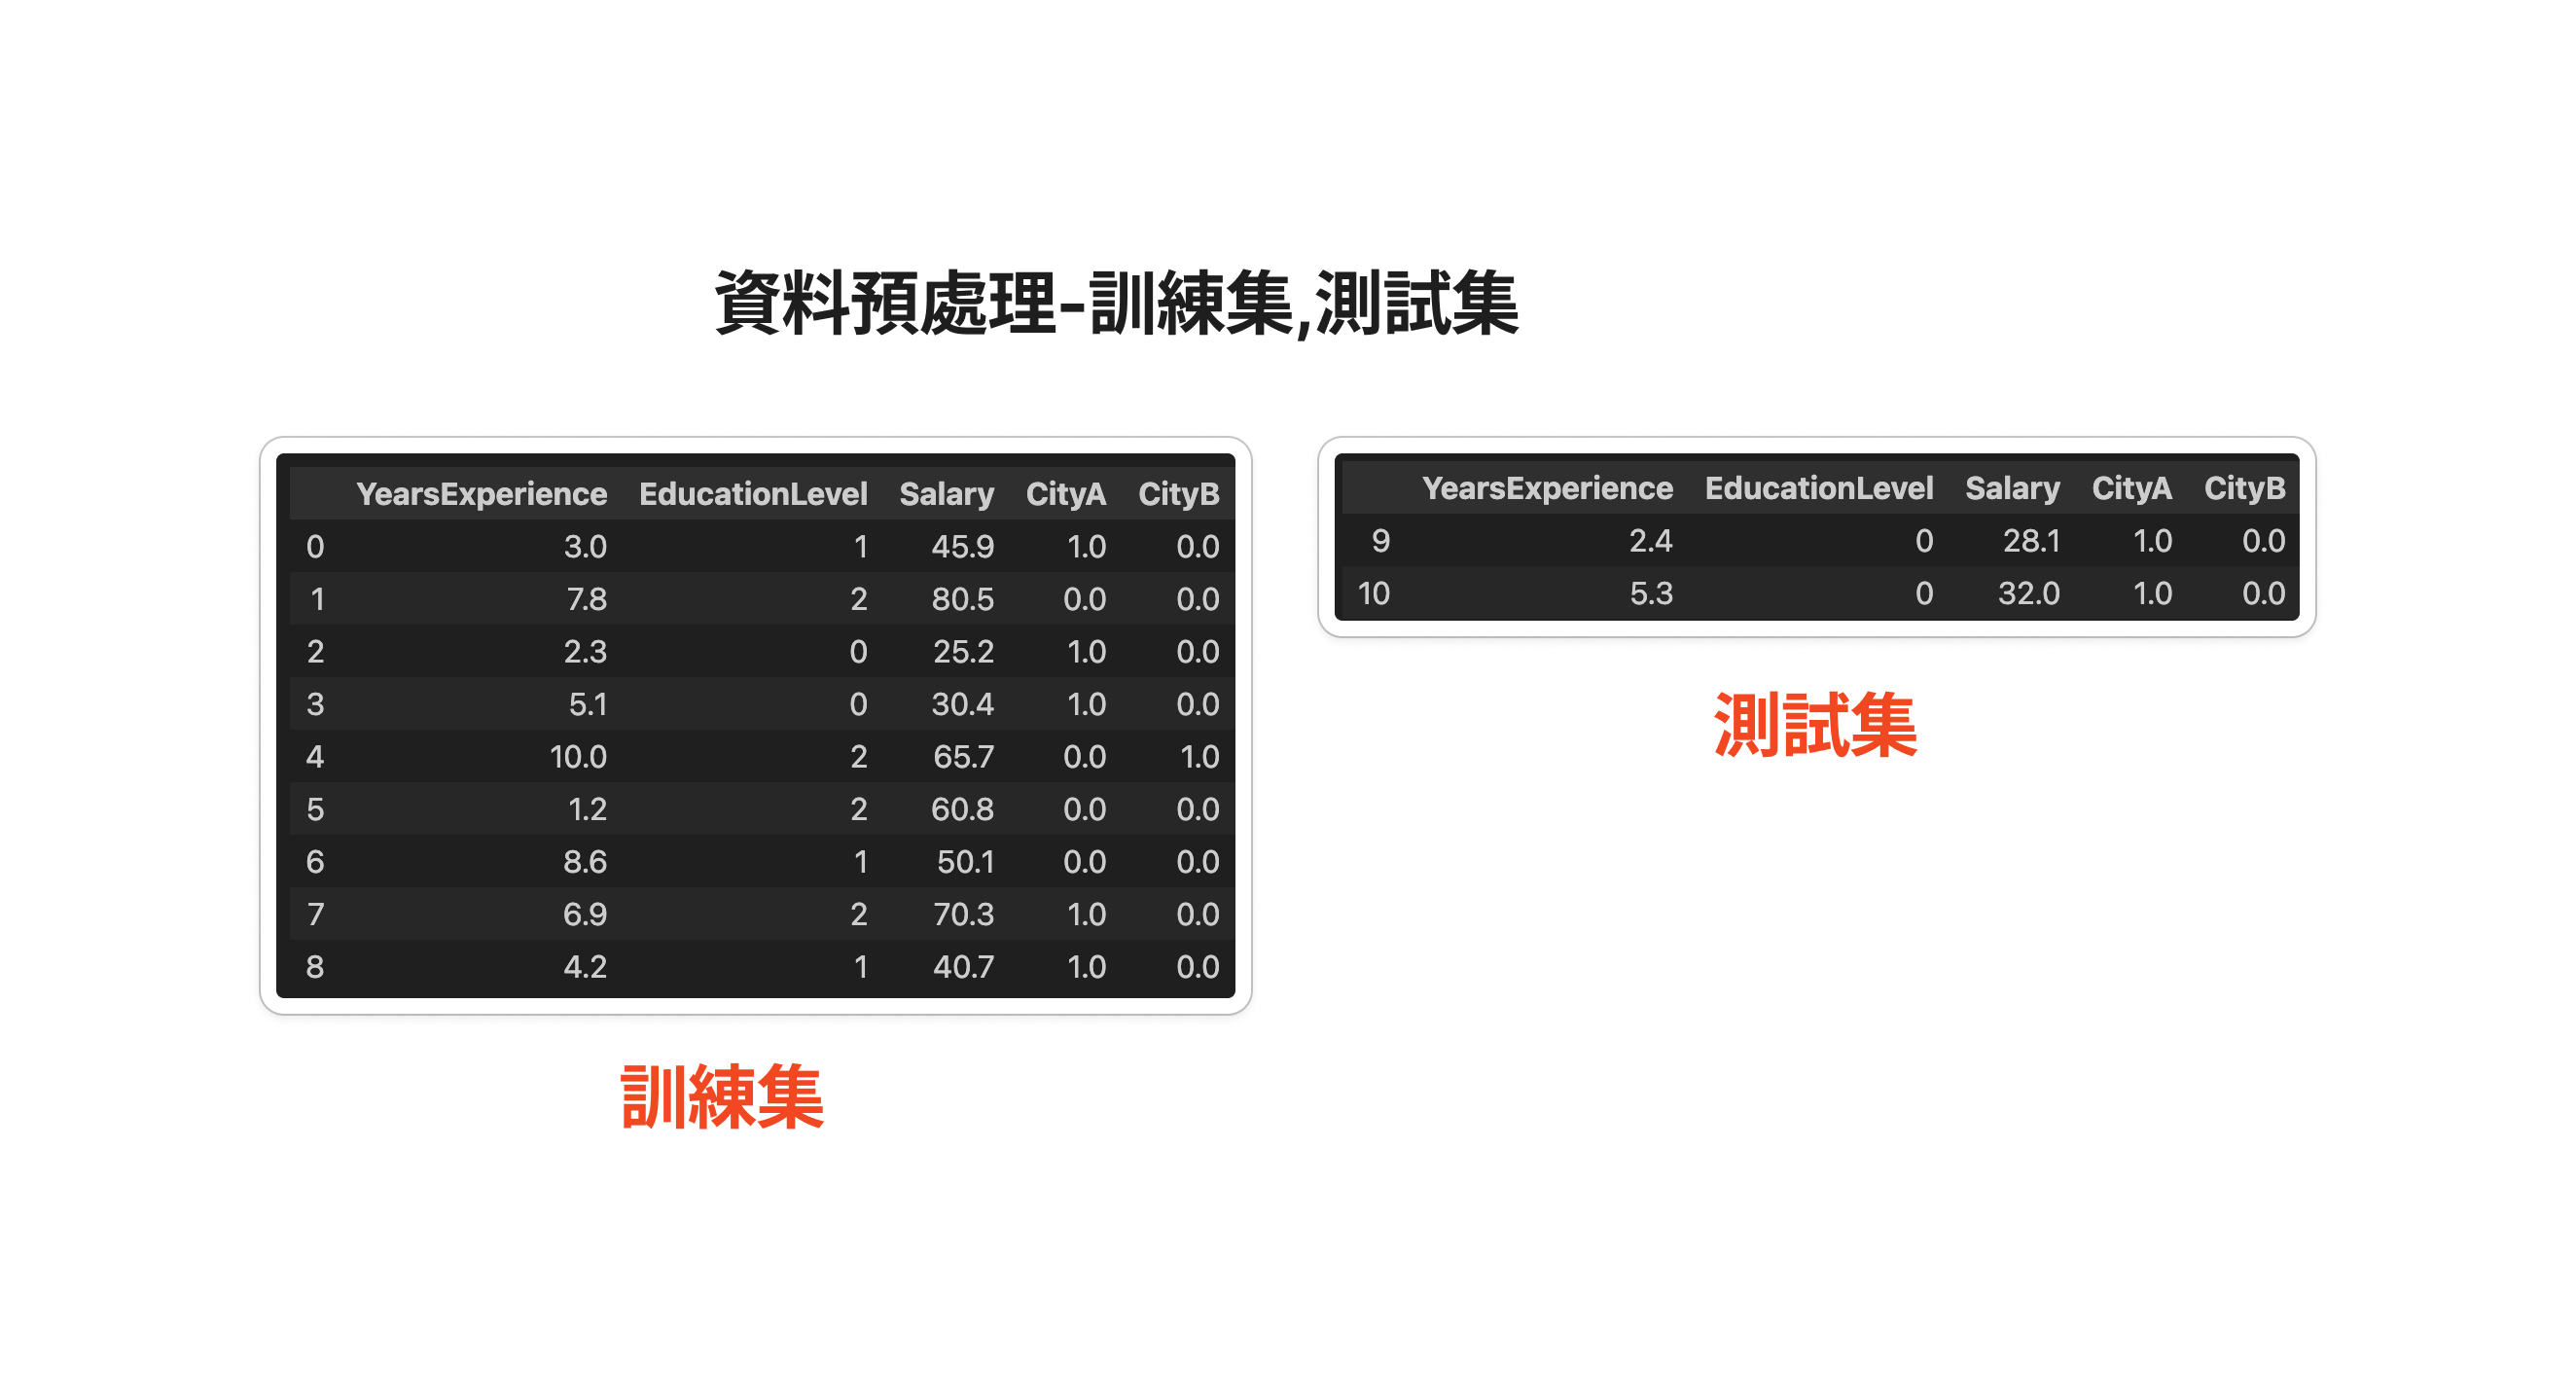 資料預處理-訓練集,測試集
YearsExperience EducationLevel Salary CityA CityB
0 3.0 1 45.9 1.0 0.0
1 7.8 2 80.5 0.0 0.0
2 2.3 0 25.2 1.0 0.0
3 5.1 0 30.4 1.0 0.0
4 10.0 2 65.7 0.0 1.0
5 1.2 2 60.8 0.0 0.0
6 8.6 1 50.1 0.0 0.0
7 6.9 2 70.3 1.0 0.0
8 4.2 1 40.7 1.0 0.0
訓練集
YearsExperience EducationLevel Salary CityA CityB
9 2.4 0 28.1 1.0 0.0
10 5.3 0 32.0 1.0 0.0
測試集